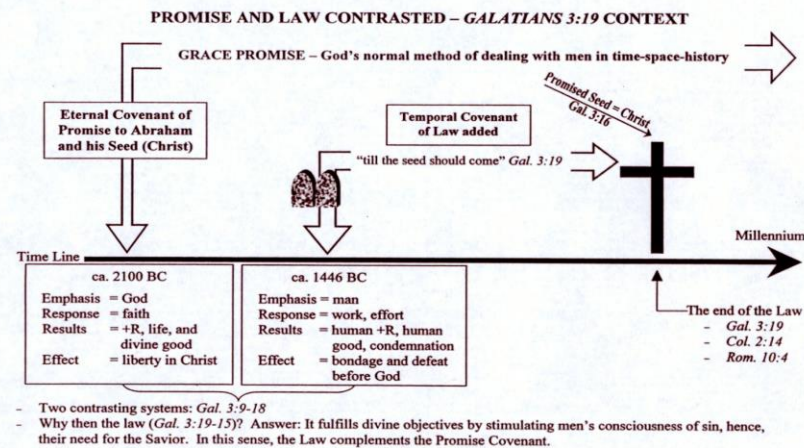 PROMISE AND LAW CONTRASTED – GALATIANS 3:19 CONTEXT
GRACE PROMISE – God's normal method of dealing with men in time-space-history
Eternal Covenant of
Promise to Abraham
and his Seed (Christ)
Temporal Covenant
of Law added
Promised Seed = Christ
Gal. 3:16
"till the seed should come" Gal. 3:19
Millennium
Time Line
ca. 2100 BC
Emphasis = God
Response = faith
Results = +R, life, and
divine good
Effect = liberty in Christ
ca. 1446 BC
Emphasis = man
Response = work, effort
Results = human +R, human
good, condemnation
Effect = bondage and defeat
before God
The end of the Law
- Gal. 3:19
- Col. 2:14
- Rom. 10:4
- Two contrasting systems: Gal. 3:9-18
- Why then the law (Gal. 3:19-15)? Answer: It fulfills divine objectives by stimulating men's consciousness of sin, hence,
their need for the Savior. In this sense, the Law complements the Promise Covenant.